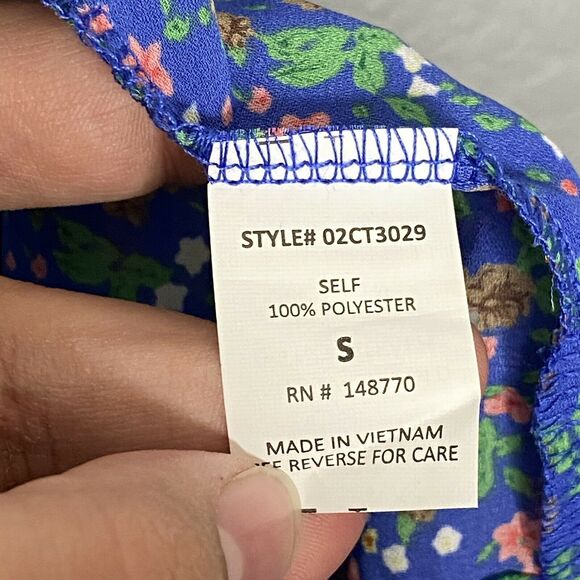 STYLE# 02CT3029
SELF
100% POLYESTER
S
RN # 148770
MADE IN VIETNAM
REVERSE FOR CARE